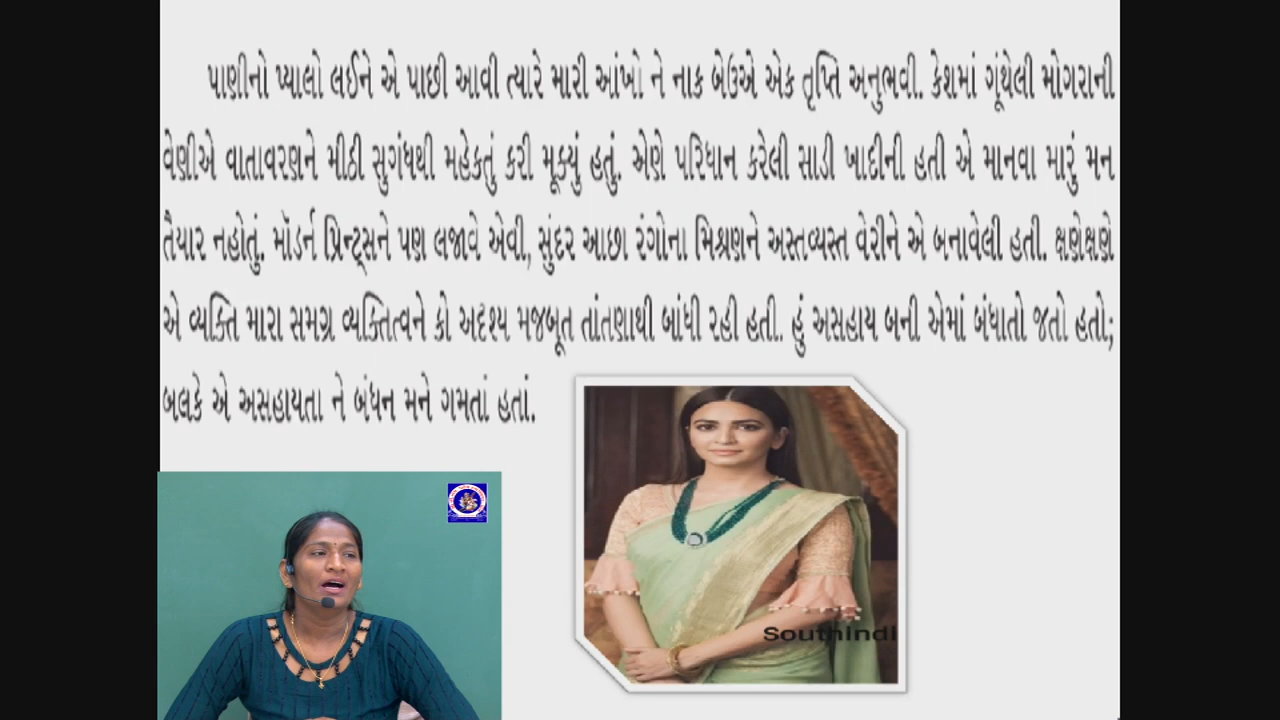 પાણીનો પ્યાલો લઈને એ પાછી આવી ત્યારે મારી આંખો ને નાક બેઉએ એક તૃપ્તિ અનુભવી. કેશમાં ગૂંથેલી મોગરાની
વેણીએ વાતાવરણને મીઠી સુગંધથી મહેકતું કરી મૂક્યું હતું. એણે પરિધાન કરેલી સાડી ખાદીની હતી એ માનવા મારું મન
તૈયાર નહોતું. મૉડર્ન પ્રિન્ટ્સને પણ લજાવે એવી, સુંદર આછા રંગોના મિશ્રણને અસ્તવ્યસ્ત વેરીને એ બનાવેલી હતી. ક્ષણેક્ષણે
એ વ્યક્તિ મારા સમગ્ર વ્યક્તિત્વને કો અદૃશ્ય મજબૂત તાંતણાથી બાંધી રહી હતી. હું અસહાય બની એમાં બંધાતો જતો હતો;
બલકે એ અસહાયતા ને બંધન મને ગમતાં હતાં.
SouthIndi